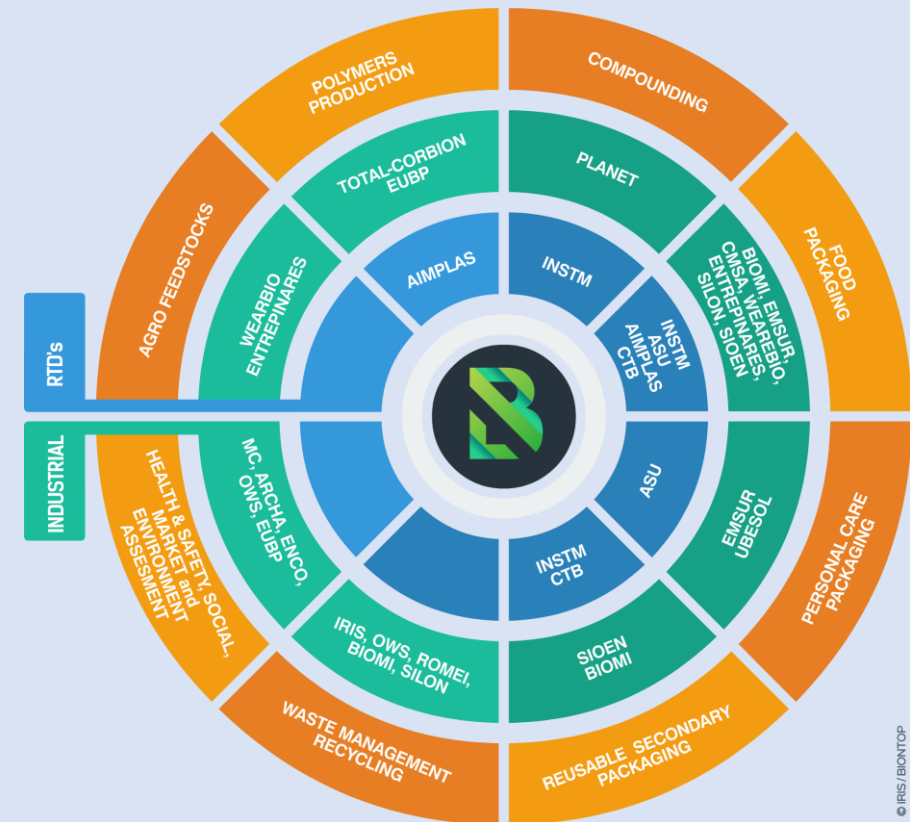 POLYMERS
PRODUCTION
COMPOUNDING
FOOD
PACKAGING
PERSONAL CARE
PACKAGING
REUSABLE SECONDARY
PACKAGING
WASTE MANAGEMENT
RECYCLING
HEALTH & SAFETY, SOCIAL,
MARKET and
ENVIRONMENT
ASSESMENT
AGRO FEEDSTOCKS
TOTAL-CORBION
EUBP
PLANET
BIOMI, EMSUR,
CMSA, WEAREBIO,
ENTREPINARES,
SILON, SIOEN
EMSUR
UBESOL
SIOEN
BIOMI
IRIS, OWS, ROMEI,
BIOMI, SILON
MC, ARCHA, ENCO,
OWS, EUBP
WEARBIO
ENTREPINARES
AIMPLAS
INSTM
INSTM
ASU
AIMPLAS
CTB
ASU
INSTM
CTB
RTD's
INDUSTRIAL
B
© IRIS / BIONTOP